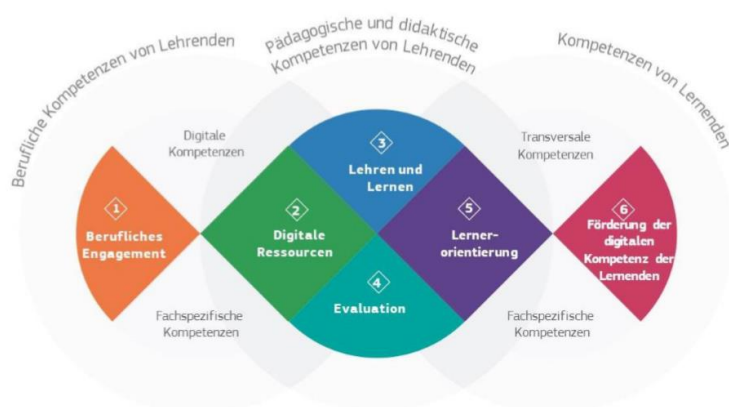 Berufliche Kompetenzen von Lehrenden
Pädagogische und didaktische
Kompetenzen von Lehrenden
Kompetenzen von Lernenden
Digitale
Kompetenzen
Transversale
Kompetenzen
1
Berufliches
Engagement
2
Digitale
Ressourcen
3
Lehren und
Lernen
4
Evaluation
5
Lerner-
orientierung
6
Förderung der
digitalen
Kompetenz der
Lernenden
Fachspezifische
Kompetenzen
Fachspezifische
Kompetenzen